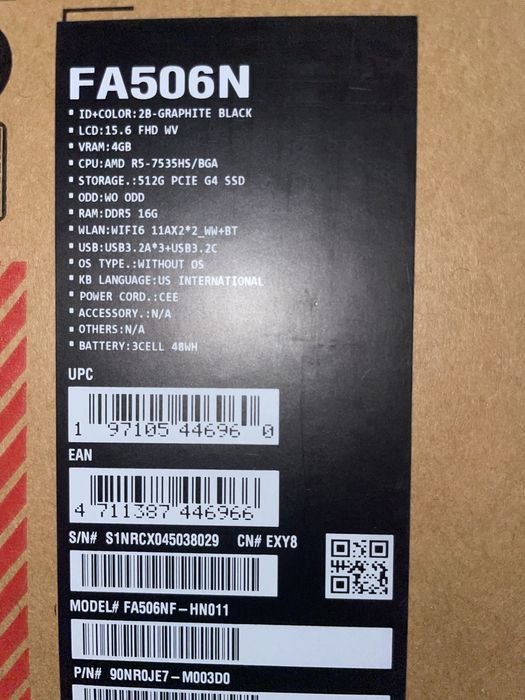 FA506N
▪ ID+COLOR:2B-GRAPHITE BLACK
▪ LCD:15.6 FHD WV
▪ VRAM:4GB
▪ CPU:AMD R5-7535HS/BGA
▪ STORAGE.:512G PCIE G4 SSD
▪ ODD:WO ODD
▪ RAM:DDR5 16G
▪ WLAN:WIFI6 11AX2*2_WW+BT
▪ USB:USB3.2A*3+USB3.2C
▪ OS TYPE.:WITHOUT OS
▪ KB LANGUAGE:US INTERNATIONAL
▪ POWER CORD.:CEE
▪ ACCESSORY.:N/A
▪ OTHERS:N/A
▪ BATTERY:3CELL 48WH
UPC
1 97105 44696 0
EAN
4 711387 446966
S/N# S1NRCX045038029 CN# EXY8
MODEL# FA506NF-HN011
P/N# 90NR0JE7-M003D0